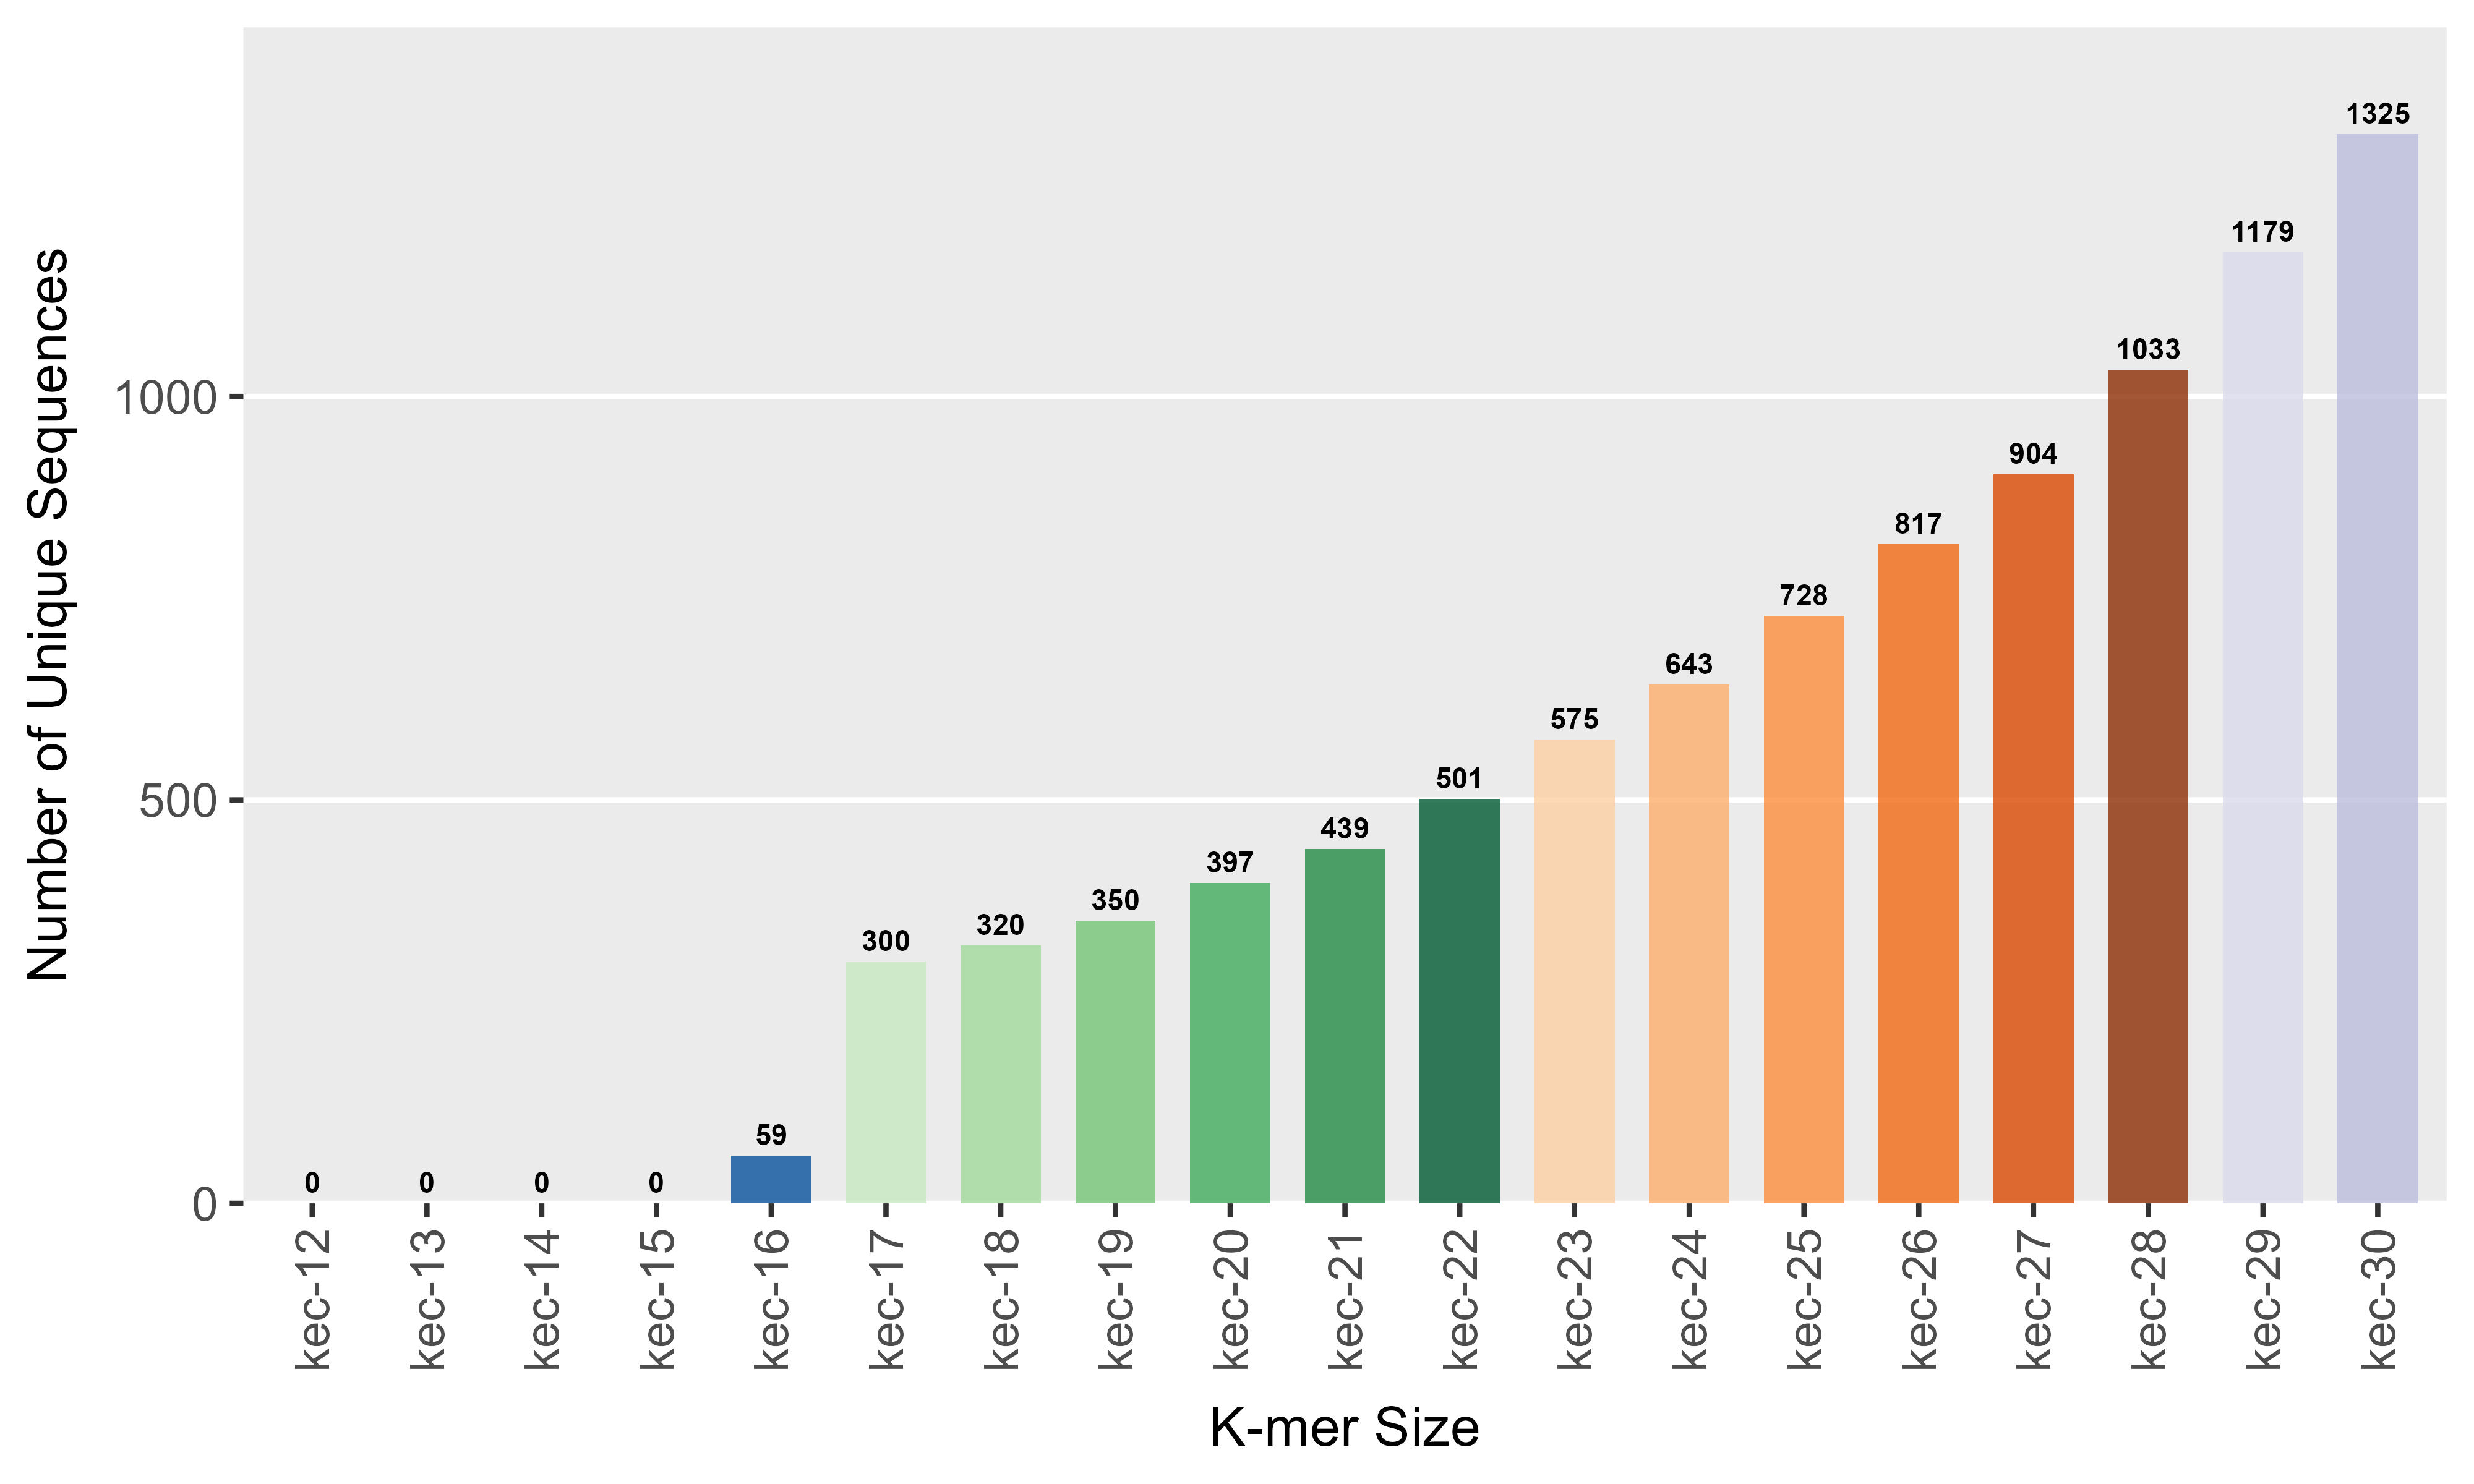 Number of Unique Sequences
1000
500
0
0
0
0
0
59
300
320
350
397
439
501
575
643
728
817
904
1033
1179
1325
kec-12
kec-13
kec-14
kec-15
kec-16
kec-17
kec-18
kec-19
kec-20
kec-21
kec-22
kec-23
kec-24
kec-25
kec-26
kec-27
kec-28
kec-29
kec-30
K-mer Size